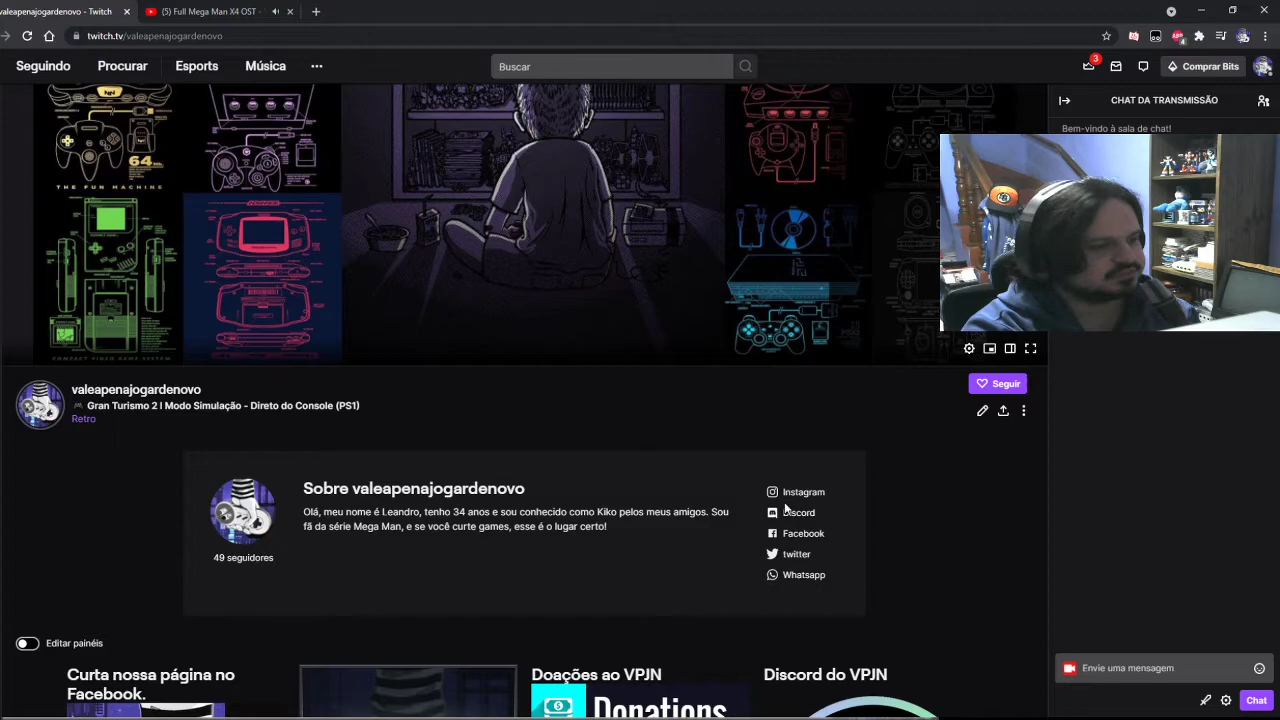 valeapenajogardenovo - Twitch
(5) Full Mega Man X4 OST -
twitch.tv/valeapenajogardenovo
Seguindo
Procurar
Esports
Música
Buscar
3
Comprar Bits
64
THE FUN MACHINE
CHAT DA TRANSMISSÃO
Bem-vindo à sala de chat!
valeapenajogardenovo
Gran Turismo 2 I Modo Simulação - Direto do Console (PS1)
Retro
Seguir
Sobre valeapenajogardenovo
Olá, meu nome é Leandro, tenho 34 anos e sou conhecido como Kiko pelos meus amigos. Sou
fã da série Mega Man, e se você curte games, esse é o lugar certo!
49 seguidores
Instagram
Discord
Facebook
twitter
Whatsapp
Editar painéis
Curta nossa página no
Facebook.
Doações ao VPJN
Donations
Discord do VPJN
Envie uma mensagem
Chat